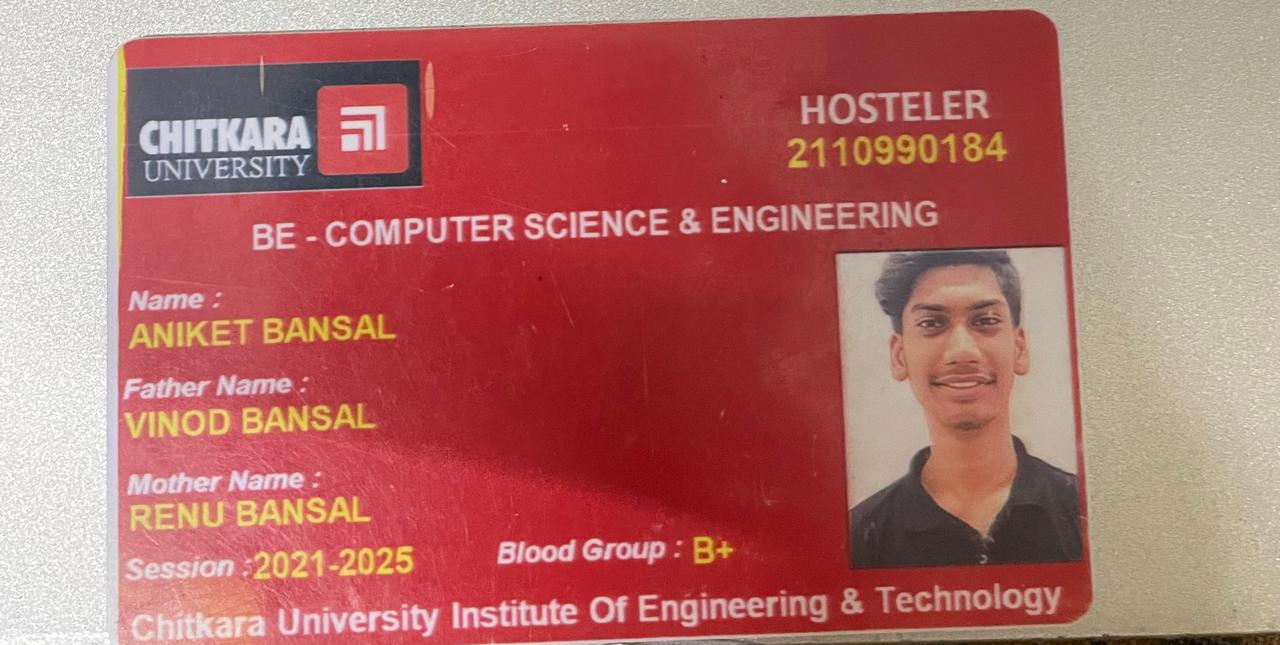 CHITKARA
UNIVERSITY
HOSTELER
2110990184
BE - COMPUTER SCIENCE & ENGINEERING
Name :
ANIKET BANSAL
Father Name :
VINOD BANSAL
Mother Name :
RENU BANSAL
Session :2021-2025 Blood Group : B+
Chitkara University Institute Of Engineering & Technology